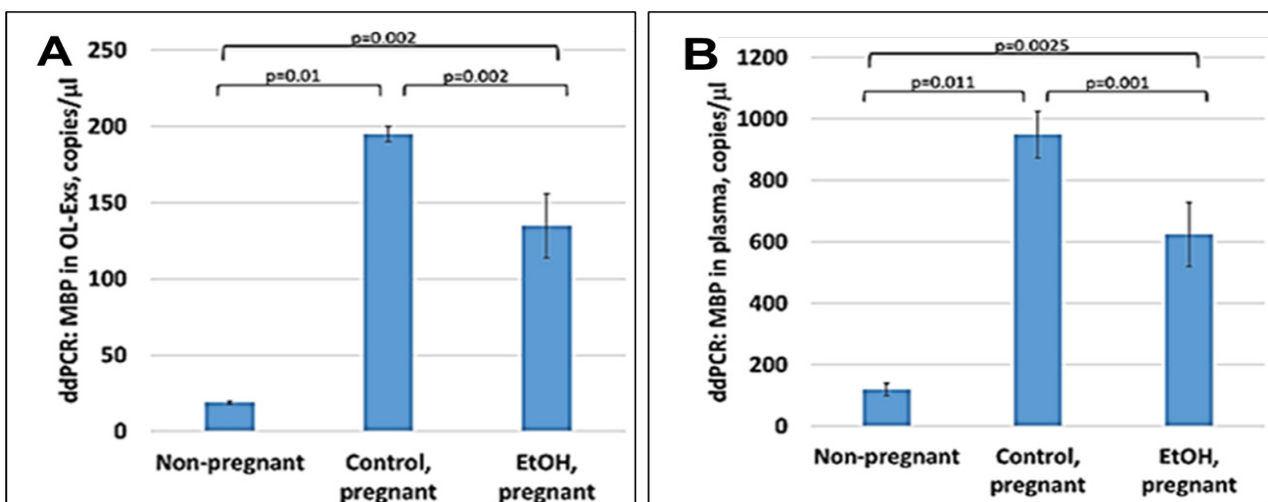 A
ddPCR: MBP in OL-Exs, copies/µl
250
200
150
100
50
0
p=0.002
p=0.01
p=0.002
Non-pregnant
Control,
pregnant
EtOH,
pregnant
B
ddPCR: MBP in plasma, copies/µl
1200
1000
800
600
400
200
0
p=0.0025
p=0.011
p=0.001
Non-pregnant
Control,
pregnant
EtOH,
pregnant